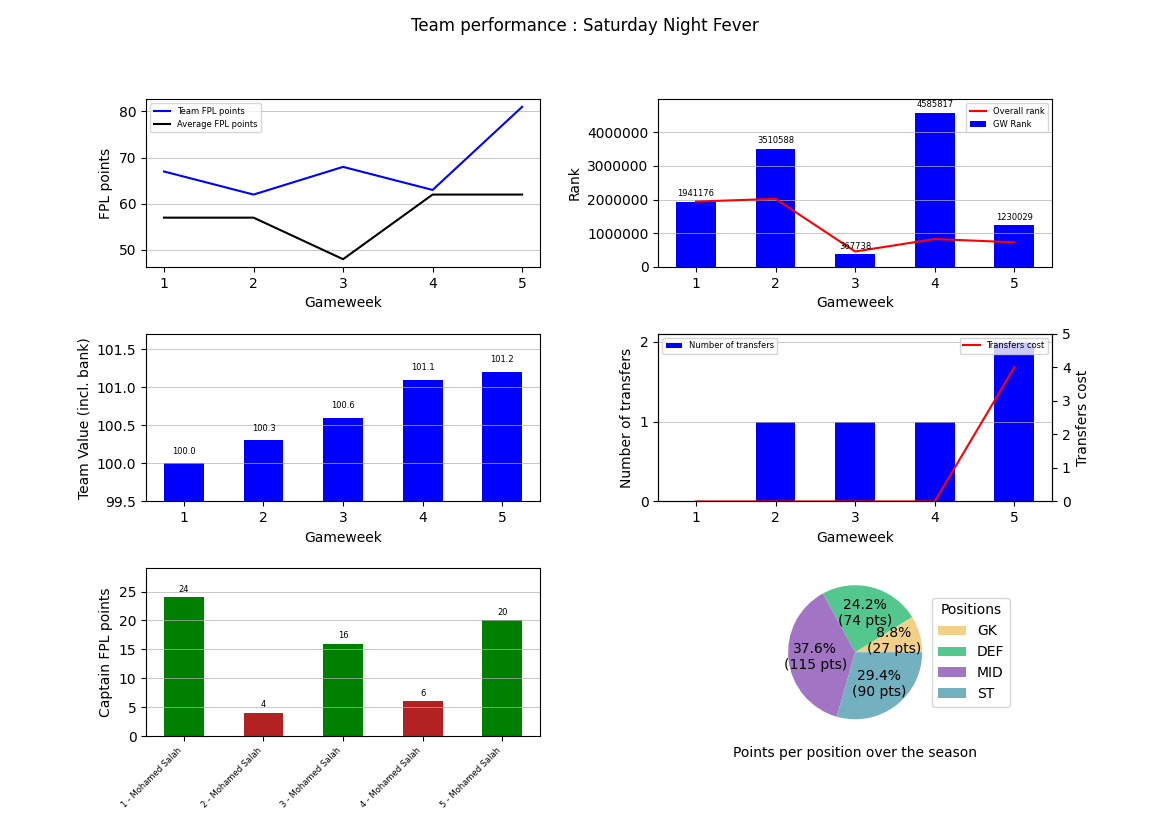 Team performance : Saturday Night Fever
Team FPL points
Average FPL points
80
70
60
50
FPL points
1 2 3 4 5
Gameweek
Overall rank
GW Rank
4000000
3000000
2000000
1000000
0
Rank
1941176
3510588
367738
4585817
1230029
1 2 3 4 5
Gameweek
101.5
101.0
100.5
100.0
99.5
Team Value (incl. bank)
100.0
100.3
100.6
101.1
101.2
1 2 3 4 5
Gameweek
Number of transfers
Transfers cost
2
1
0
Number of transfers
5
4
3
2
1
0
Transfers cost
1 2 3 4 5
Gameweek
25
20
15
10
5
0
Captain FPL points
24
4
16
6
20
1 - Mohamed Salah
2 - Mohamed Salah
3 - Mohamed Salah
4 - Mohamed Salah
5 - Mohamed Salah
24.2%
(74 pts)
8.8%
(27 pts)
37.6%
(115 pts)
29.4%
(90 pts)
Positions
GK
DEF
MID
ST
Points per position over the season